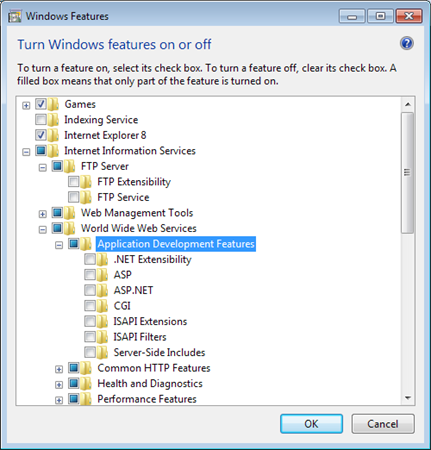 Windows Features
Turn Windows features on or off
To turn a feature on, select its check box. To turn a feature off, clear its check box. A
filled box means that only part of the feature is turned on.
Games
Indexing Service
Internet Explorer 8
Internet Information Services
FTP Server
FTP Extensibility
FTP Service
Web Management Tools
World Wide Web Services
Application Development Features
.NET Extensibility
ASP
ASP.NET
CGI
ISAPI Extensions
ISAPI Filters
Server-Side Includes
Common HTTP Features
Health and Diagnostics
Performance Features
OK
Cancel